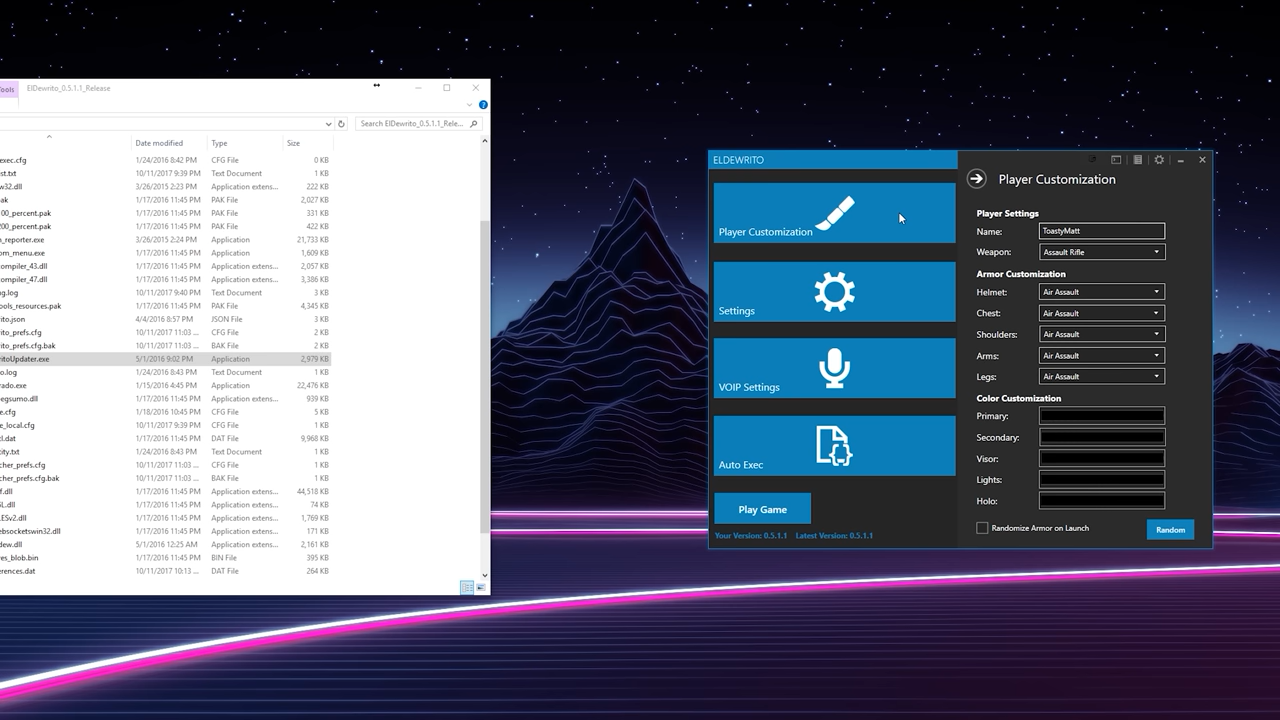 Tools
ElDewrito_0.5.1.1_Release
Search ElDewrito_0.5.1.1_Rele...
Date modified Type Size
exec.cfg 1/24/2016 8:42 PM CFG File 0 KB
st.txt 10/11/2017 9:39 PM Text Document 1 KB
w32.dll 3/26/2015 2:23 PM Application extens... 222 KB
pak 1/17/2016 11:45 PM PAK File 2,027 KB
100_percent.pak 1/17/2016 11:45 PM PAK File 331 KB
200_percent.pak 1/17/2016 11:45 PM PAK File 422 KB
n_reporter.exe 3/26/2015 2:24 PM Application 21,733 KB
om_menu.exe 1/17/2016 11:45 PM Application 1,609 KB
compiler_43.dll 1/17/2016 11:45 PM Application extens... 2,057 KB
compiler_47.dll 1/17/2016 11:45 PM Application extens... 3,386 KB
ug.log 10/11/2017 9:40 PM Text Document 3 KB
ools_resources.pak 1/17/2016 11:45 PM PAK File 4,345 KB
rito.json 4/4/2016 8:57 PM JSON File 3 KB
rito_prefs.cfg 10/11/2017 11:03 ... CFG File 2 KB
rito_prefs.cfg.bak 10/11/2017 11:03 ... BAK File 2 KB
ritoUpdater.exe 5/1/2016 9:02 PM Application 2,979 KB
o.log 1/24/2016 8:43 PM Text Document 1 KB
rado.exe 1/15/2016 4:45 PM Application 22,476 KB
egsumo.dll 1/17/2016 11:45 PM Application extens... 939 KB
e.cfg 1/18/2016 10:45 PM CFG File 5 KB
e_local.cfg 10/11/2017 9:39 PM CFG File 1 KB
tl.dat 1/17/2016 11:45 PM DAT File 9,968 KB
tity.txt 1/24/2016 8:43 PM Text Document 1 KB
cher_prefs.cfg 10/11/2017 11:03 ... CFG File 1 KB
cher_prefs.cfg.bak 10/11/2017 11:03 ... BAK File 1 KB
f.dll 1/17/2016 11:45 PM Application extens... 44,518 KB
GL.dll 1/17/2016 11:45 PM Application extens... 74 KB
LESv2.dll 1/17/2016 11:45 PM Application extens... 1,769 KB
ebsocketswin32.dll 1/17/2016 11:45 PM Application extens... 171 KB
dew.dll 5/1/2016 12:25 AM Application extens... 2,161 KB
res_blob.bin 1/17/2016 11:45 PM BIN File 395 KB
erences.dat 10/11/2017 10:13 ... DAT File 264 KB
ELDEWRITO
Player Customization
Settings
VOIP Settings
Auto Exec
Play Game
Your Version: 0.5.1.1 Latest Version: 0.5.1.1
Player Customization
Player Settings
Name: ToastyMatt
Weapon: Assault Rifle
Armor Customization
Helmet: Air Assault
Chest: Air Assault
Shoulders: Air Assault
Arms: Air Assault
Legs: Air Assault
Color Customization
Primary:
Secondary:
Visor:
Lights:
Holo:
Randomize Armor on Launch
Random